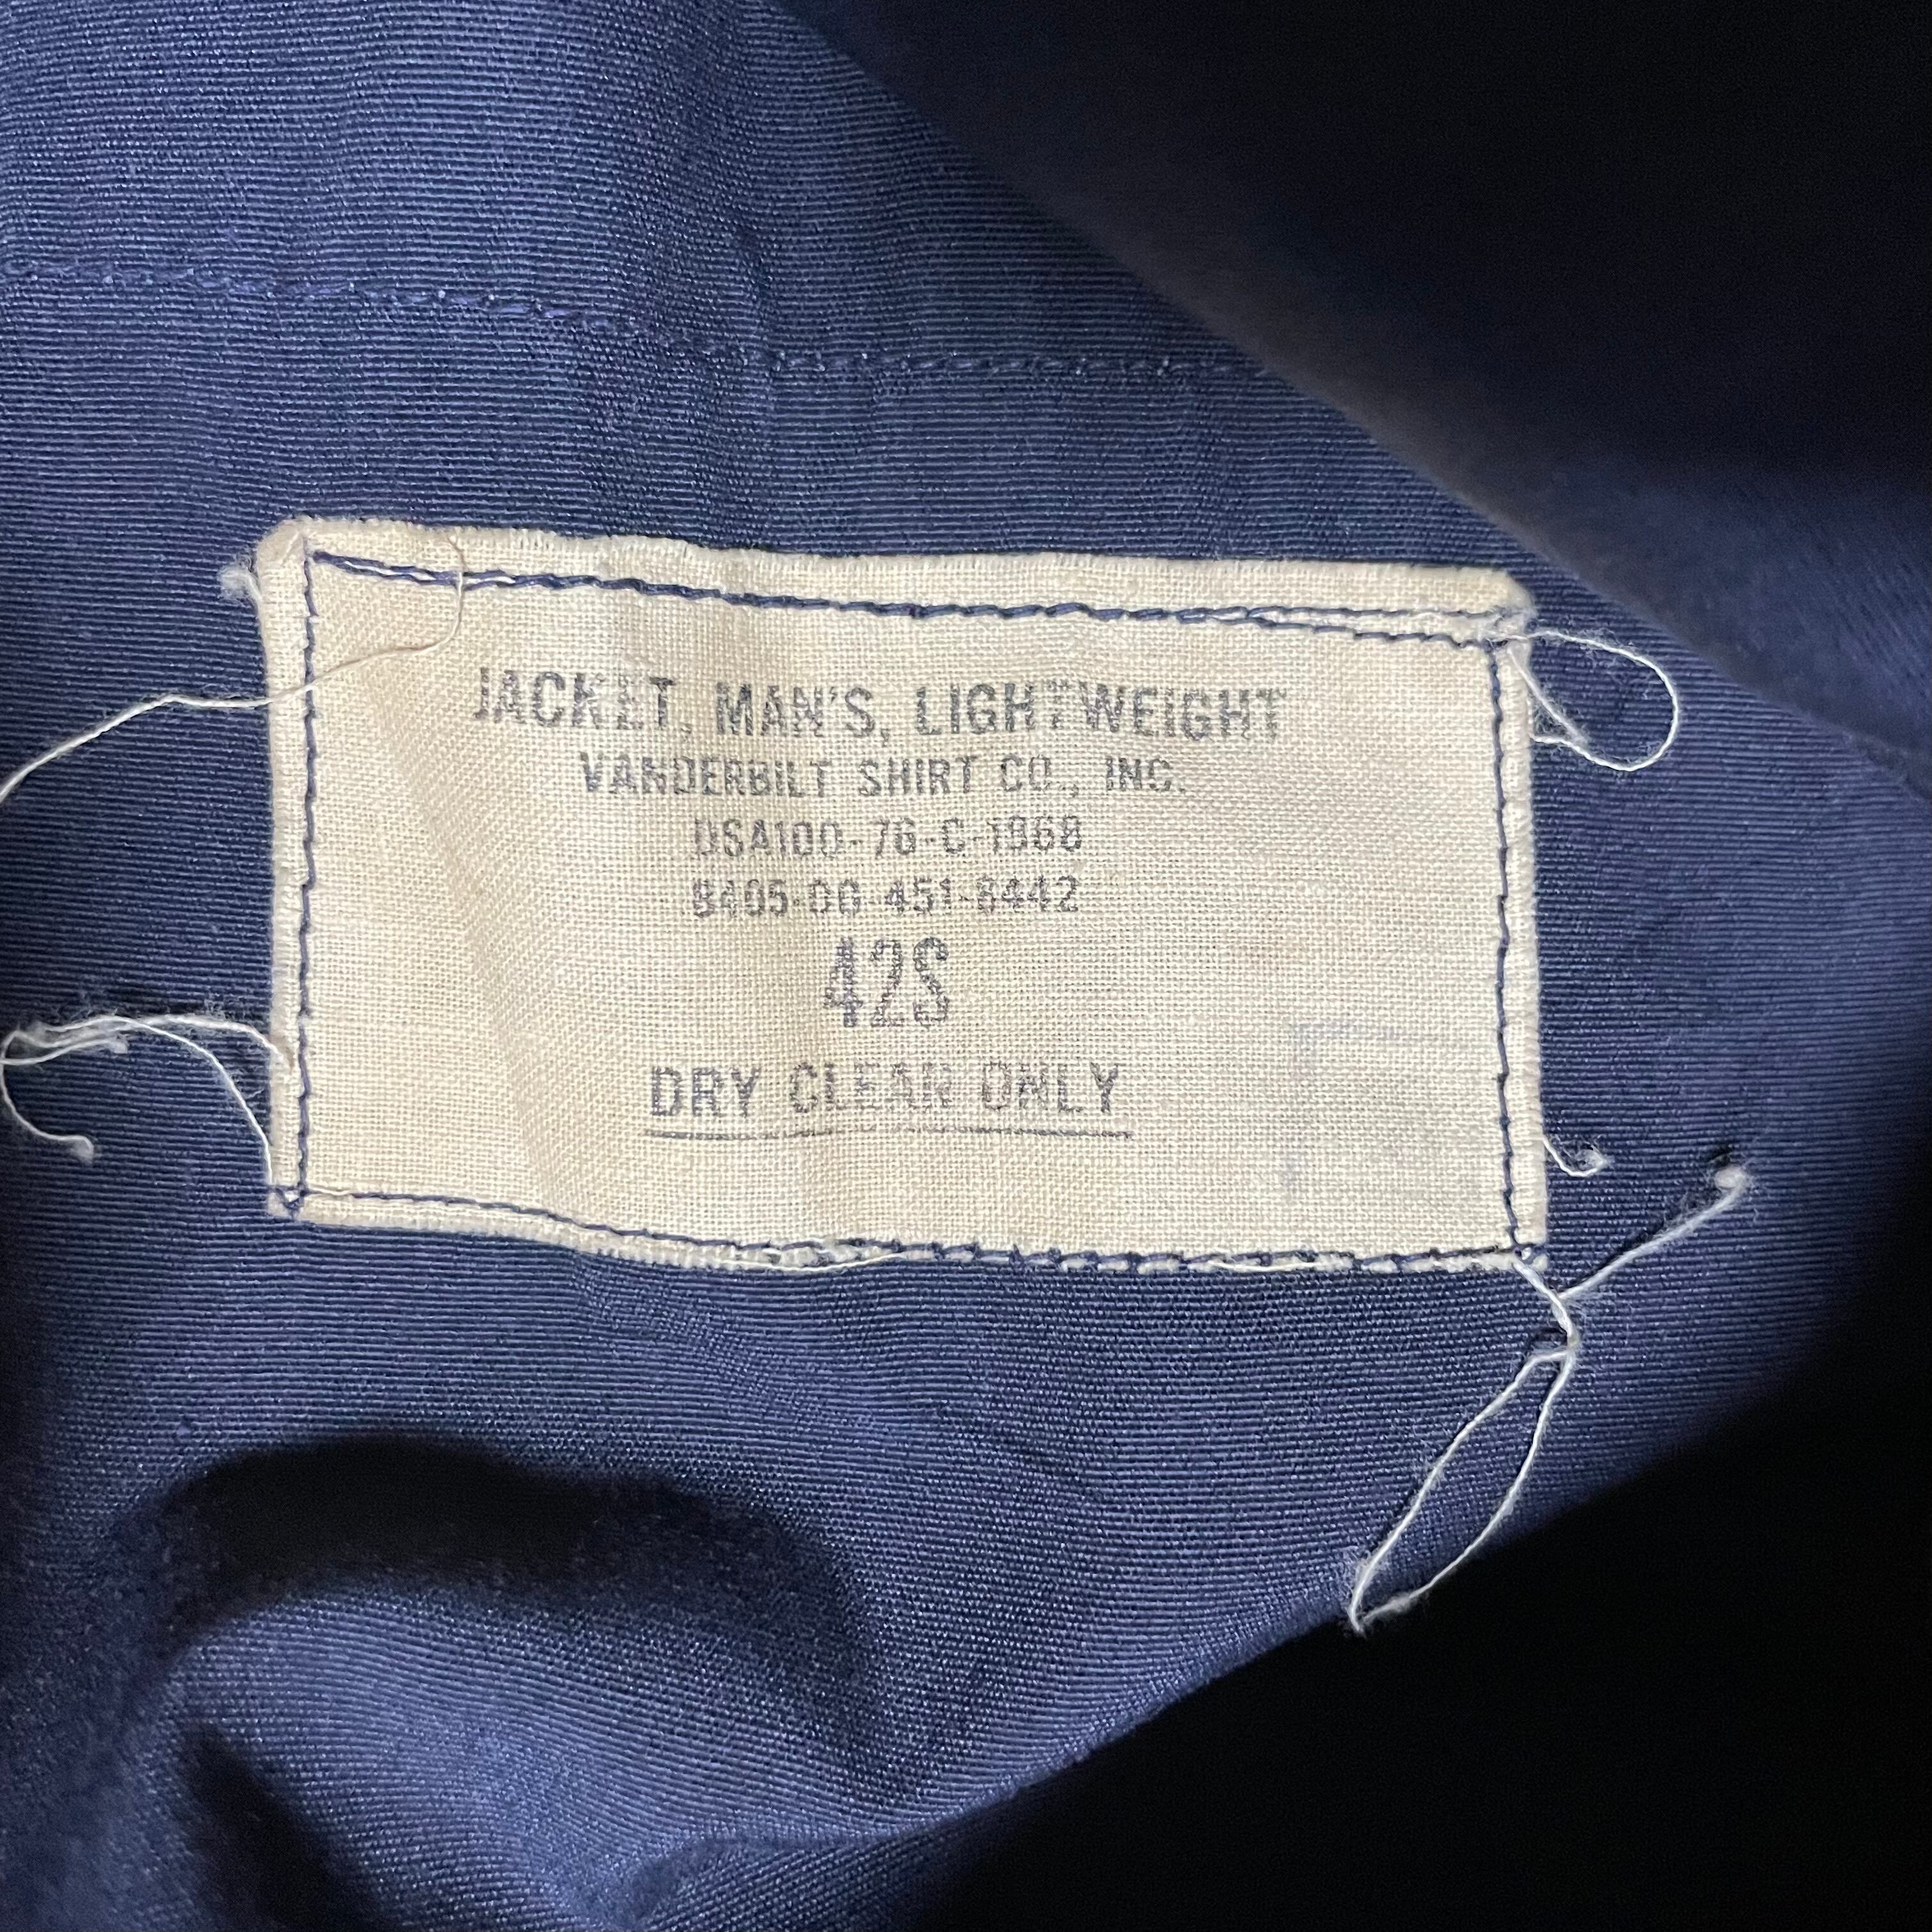 JACKET, MAN'S, LIGHTWEIGHT
VANDERBILT SHIRT CO., INC.
DSA100-76-C-1968
8405-00-451-8442
42S
DRY CLEAN ONLY